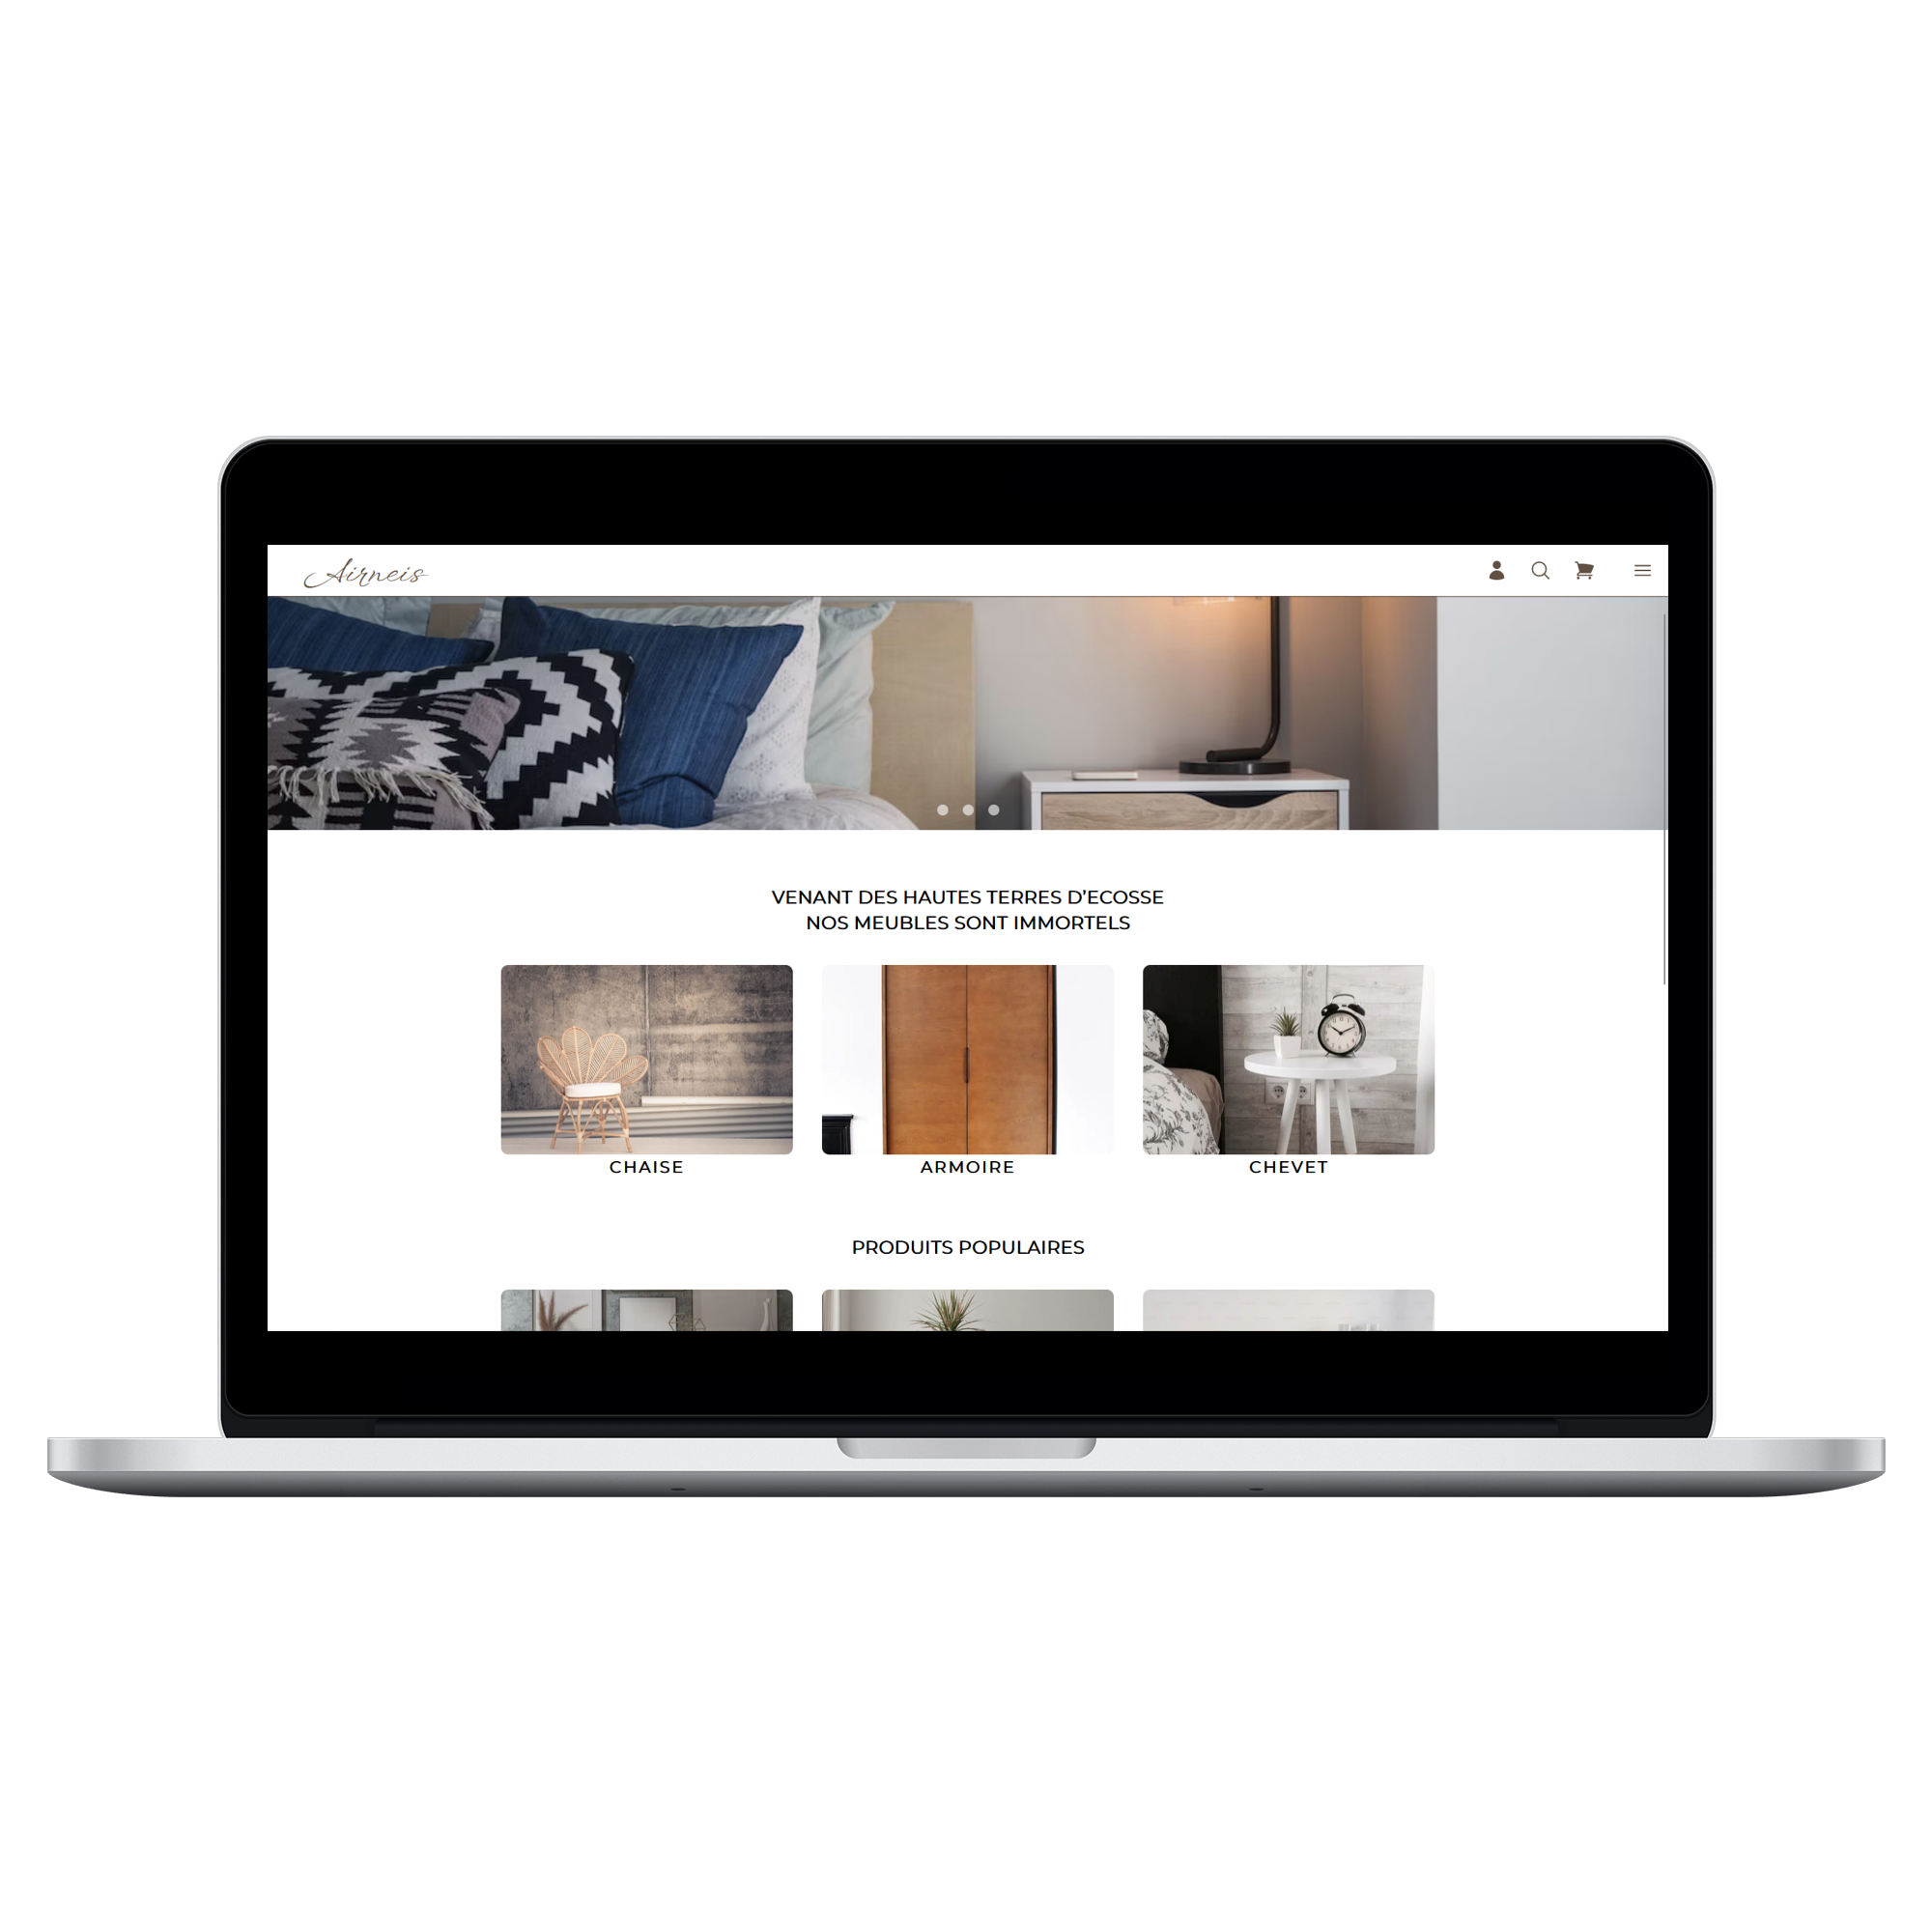 Airneis
VENANT DES HAUTES TERRES D'ECOSSE
NOS MEUBLES SONT IMMORTELS
CHAISE
ARMOIRE
CHEVET
PRODUITS POPULAIRES